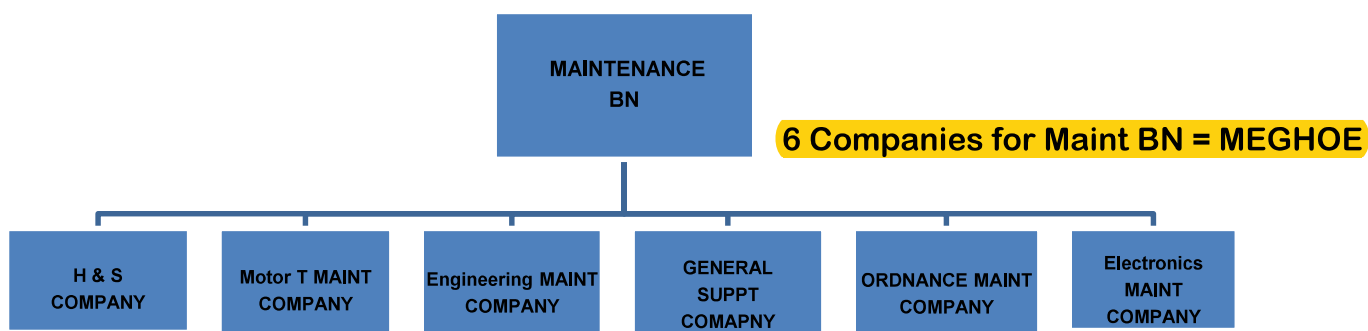 MAINTENANCE
BN
6 Companies for Maint BN = MEGHOE
H & S
COMPANY
Motor T MAINT
COMPANY
Engineering MAINT
COMPANY
GENERAL
SUPPT
COMAPNY
ORDNANCE MAINT
COMPANY
Electronics
MAINT
COMPANY